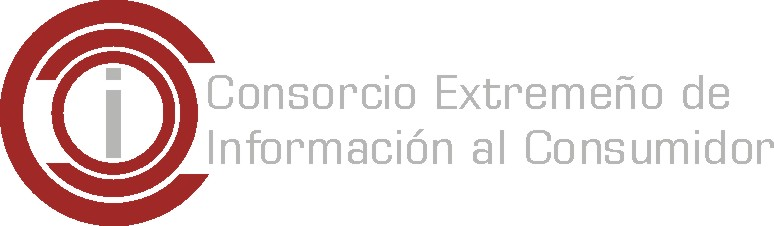 i
Consorcio Extremeño de
Información al Consumidor